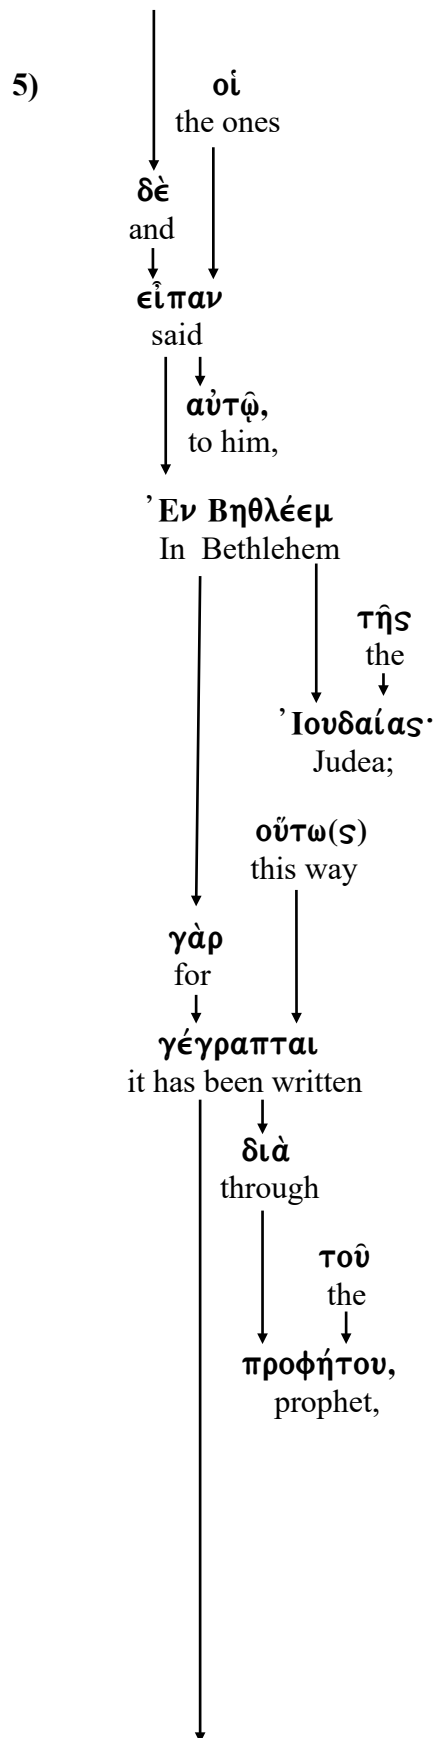 5) οἱ
the ones
δὲ
and
εἶπαν
said
αὐτῷ,
to him,
Ἐν Βηθλέεμ
In Bethlehem
τῆς
the
Ἰουδαίας·
Judea;
οὕτω(ς)
this way
γὰρ
for
γέγραπται
it has been written
διὰ
through
τοῦ
the
προφήτου,
prophet,